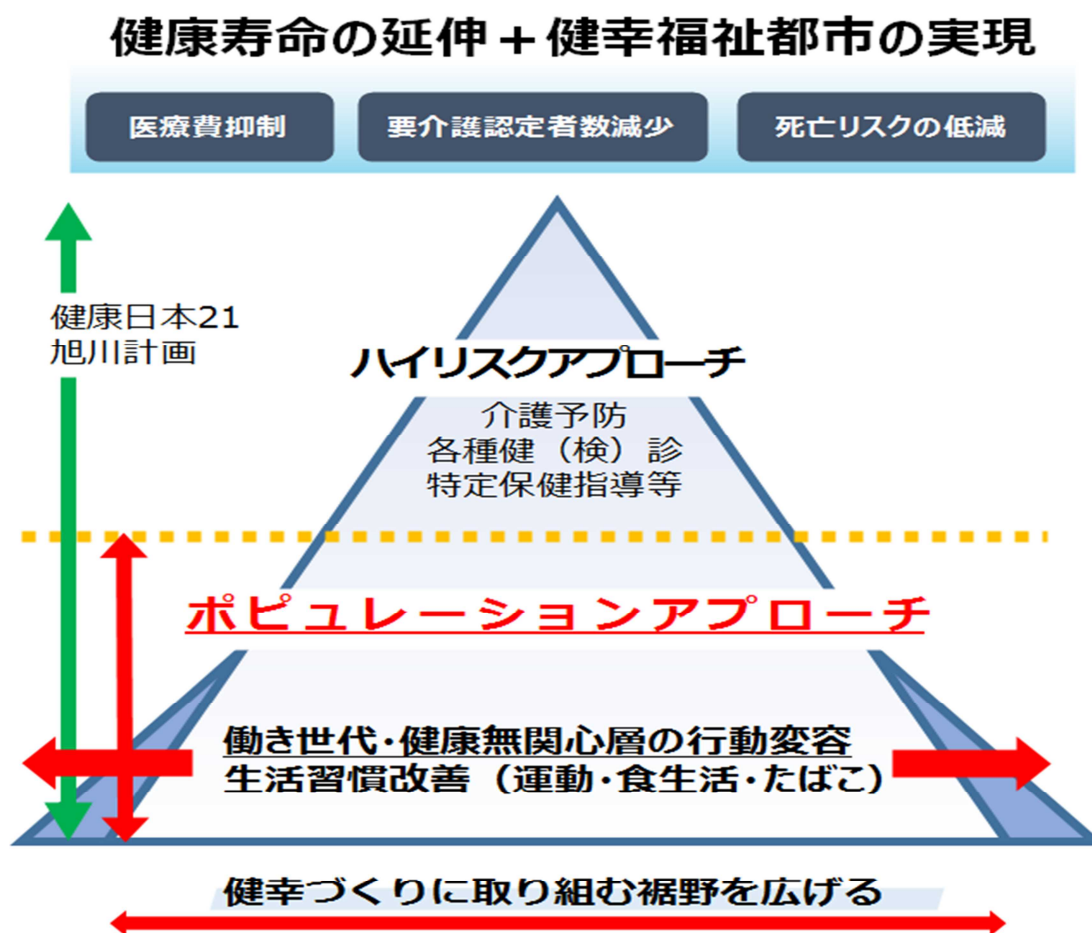 健康寿命の延伸＋健幸福祉都市の実現
医療費抑制
要介護認定者数減少
死亡リスクの低減
健康日本21
旭川計画
ハイリスクアプローチ
介護予防
各種健（検）診
特定保健指導等
ポピュレーションアプローチ
働き世代・健康無関心層の行動変容
生活習慣改善（運動・食生活・たばこ）
健幸づくりに取り組む裾野を広げる